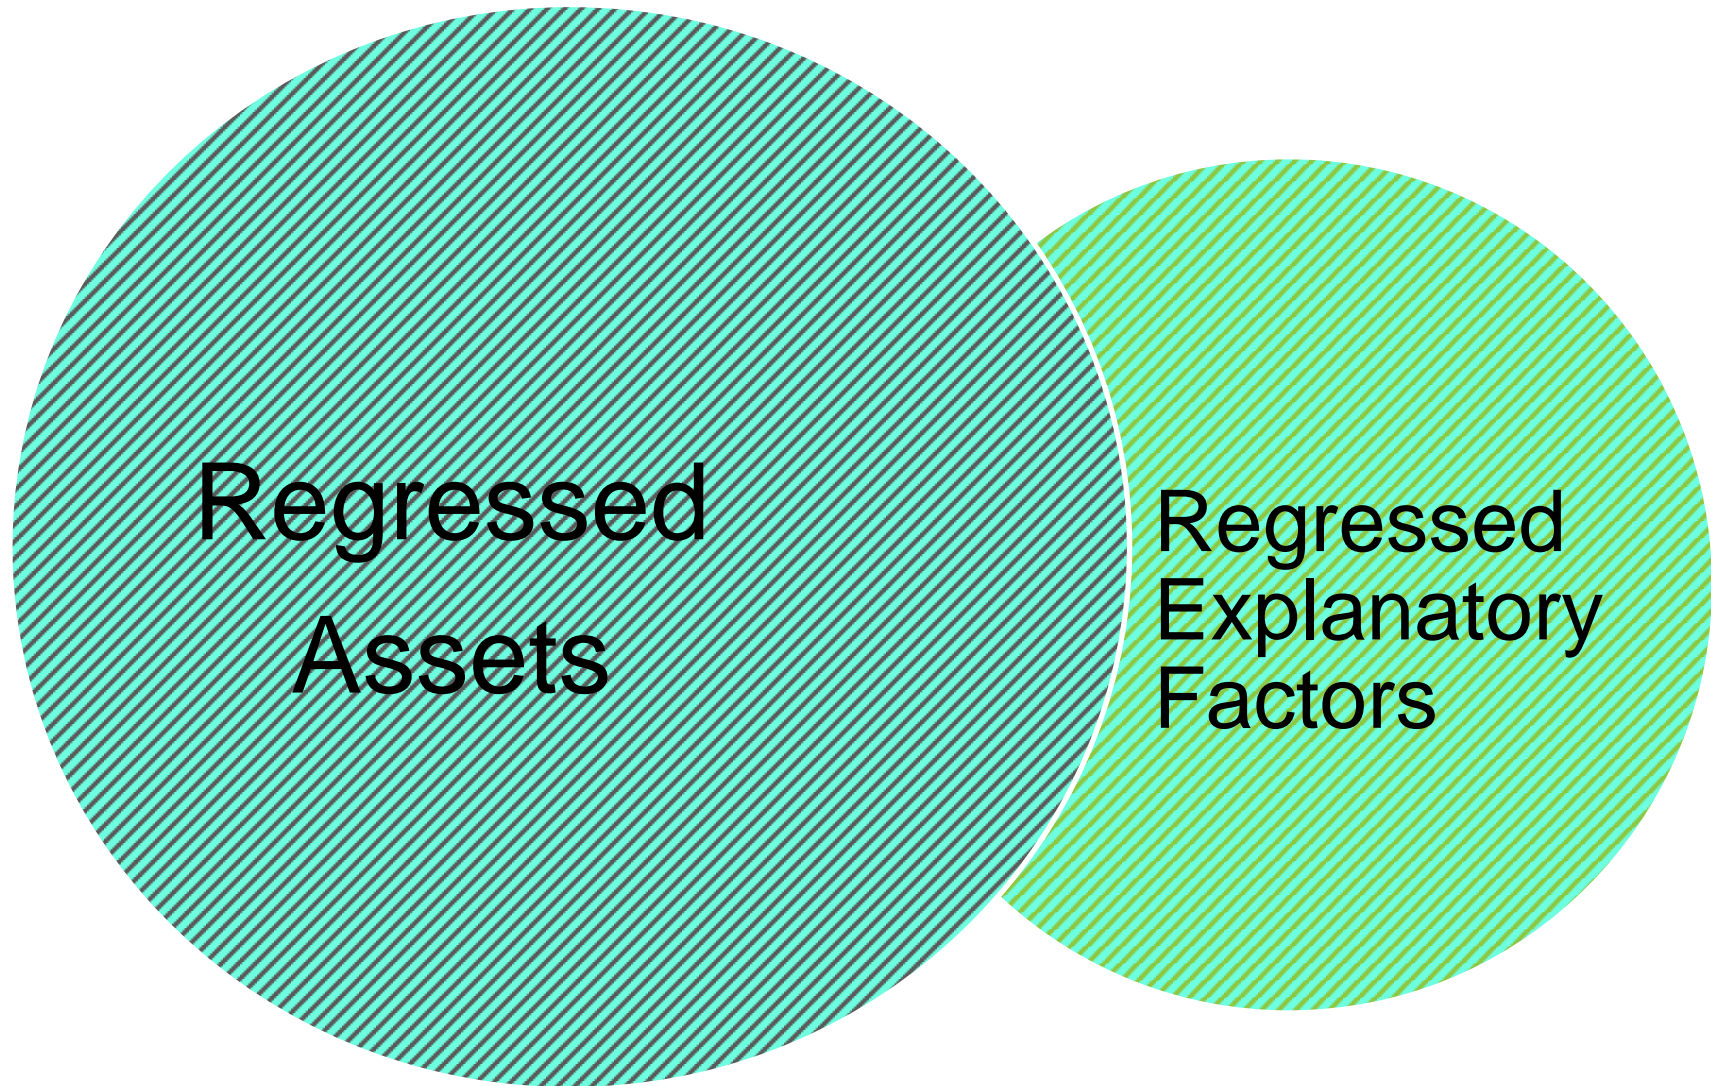 Regressed
Assets
Regressed
Explanatory
Factors